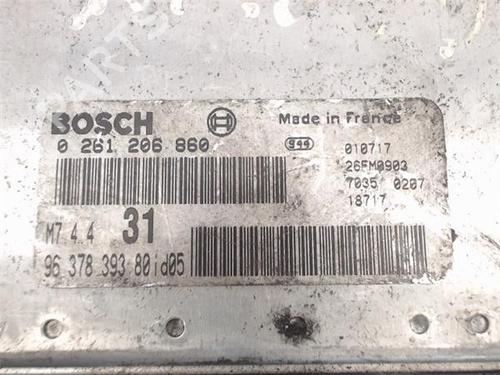 BOSCH
Made in France
0 261 206 860
944
010717
26FM0903
7035 0207
18717
M7 4.4
31
96 378 393 80 id05